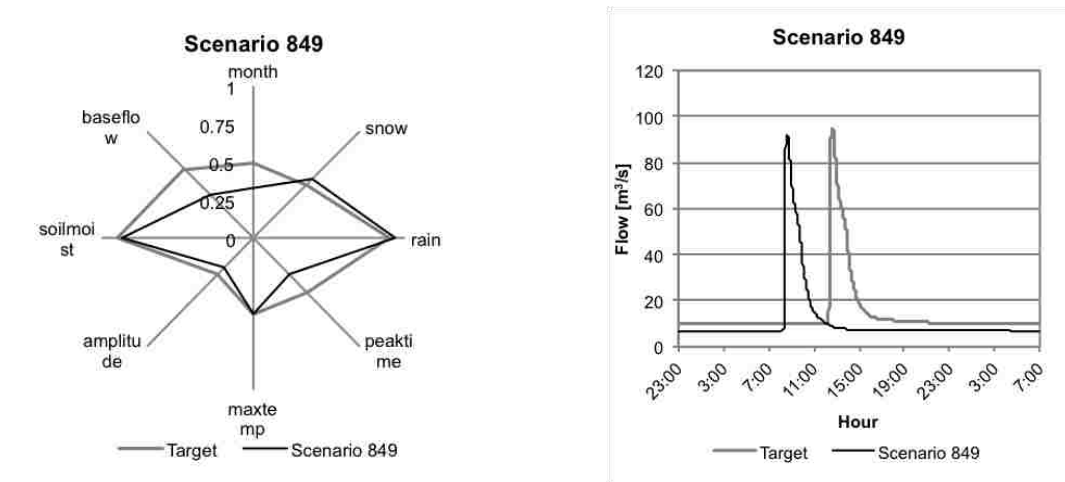 Scenario 849
month
1
baseflo
w
0.75
snow
0.5
0.25
soilmoi
st
0
rain
amplitu
de
peakti
me
maxte
mp
Target
Scenario 849
Scenario 849
120
100
80
60
40
20
0
Flow [m³/s]
23:00
3:00
7:00
11:00
15:00
19:00
23:00
3:00
7:00
Hour
Target
Scenario 849